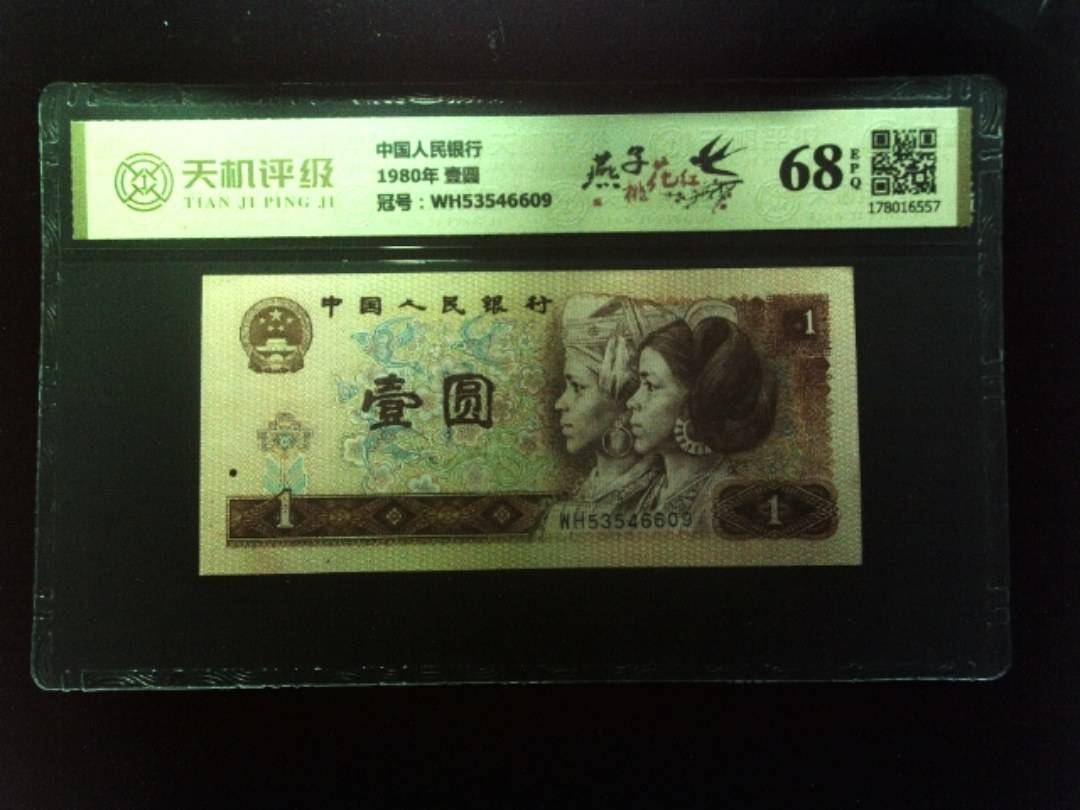 天机评级
TIAN JI PING JI
中国人民银行
1980年 壹圆
冠号：WH53546609
燕子
桃花红
68
EPQ
178016557
中国人民银行
壹圆
1
1
WH53546609
1